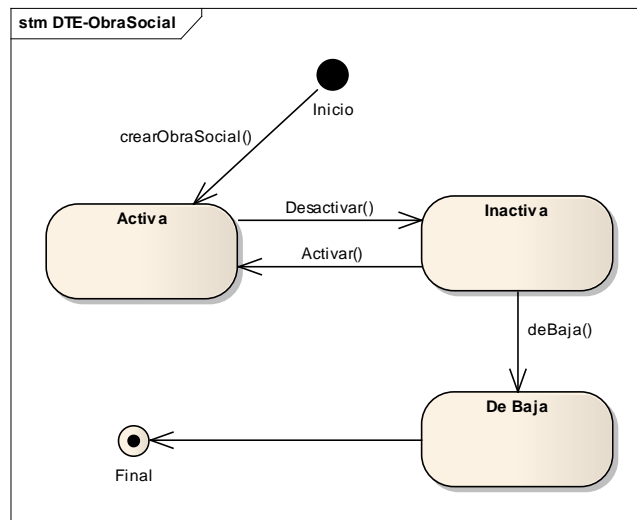 stm DTE-ObraSocial
Inicio
crearObraSocial()
Activa
Desactivar()
Inactiva
Activar()
deBaja()
De Baja
Final